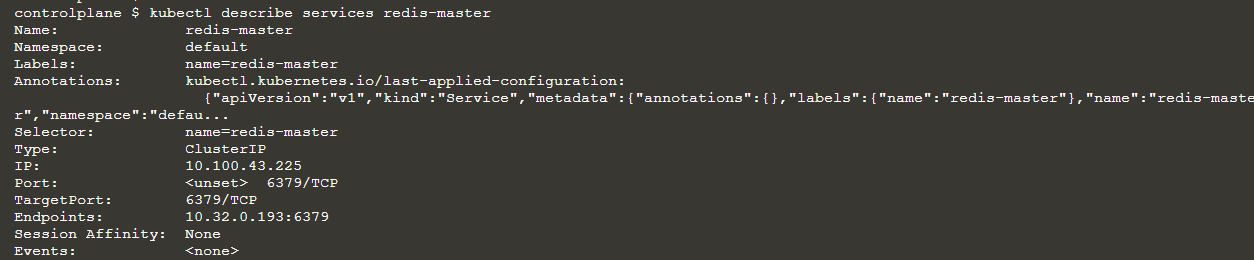 controlplane $ kubectl describe services redis-master
Name:              redis-master
Namespace:         default
Labels:            name=redis-master
Annotations:       kubectl.kubernetes.io/last-applied-configuration:
                     {"apiVersion":"v1","kind":"Service","metadata":{"annotations":{},"labels":{"name":"redis-master"},"name":"redis-maste
r","namespace":"defau...
Selector:          name=redis-master
Type:              ClusterIP
IP:                10.100.43.225
Port:              <unset>  6379/TCP
TargetPort:        6379/TCP
Endpoints:         10.32.0.193:6379
Session Affinity:  None
Events:            <none>